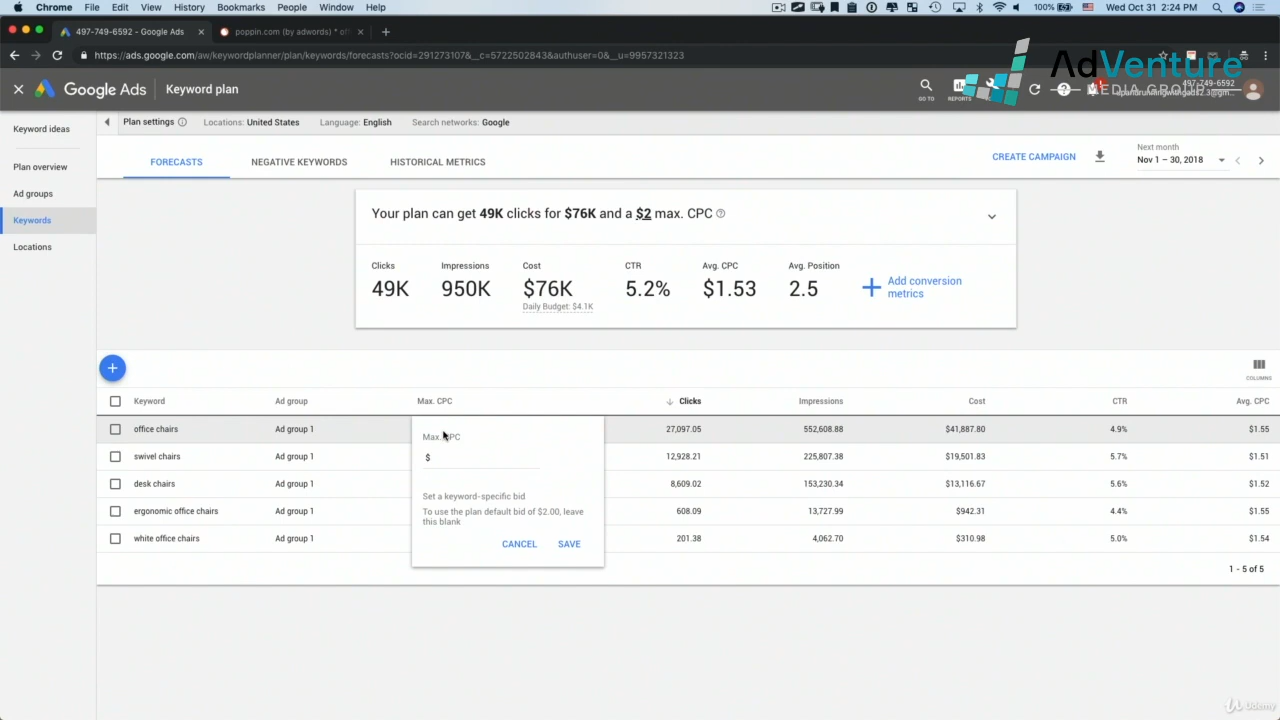 Chrome File Edit View History Bookmarks People Window Help 100% Wed Oct 31 2:24 PM
497-749-6592 - Google Ads
poppin.com (by adwords) * of
https://ads.google.com/aw/keywordplanner/plan/keywords/forecasts?ocid=291273107&__c=5722502843&authuser=0&__u=9957321323
AdVenture
MEDIA GROUP
Google Ads Keyword plan
GO TO
REPORTS
497-749-6592
Keyword ideas
Plan overview
Ad groups
Keywords
Locations
Plan settings Locations: United States Language: English Search networks: Google
FORECASTS NEGATIVE KEYWORDS HISTORICAL METRICS
CREATE CAMPAIGN
Next month
Nov 1 – 30, 2018
Your plan can get 49K clicks for $76K and a $2 max. CPC
Clicks Impressions Cost CTR Avg. CPC Avg. Position
49K 950K $76K 5.2% $1.53 2.5
Daily Budget: $4.1K
Add conversion
metrics
COLUMNS
Keyword Ad group Max. CPC Clicks Impressions Cost CTR Avg. CPC
office chairs Ad group 1 27,097.05 552,608.88 $41,887.80 4.9% $1.55
swivel chairs Ad group 1 12,928.21 225,807.38 $19,501.83 5.7% $1.51
desk chairs Ad group 1 8,609.02 153,230.34 $13,116.67 5.6% $1.52
ergonomic office chairs Ad group 1 608.09 13,727.99 $942.31 4.4% $1.55
white office chairs Ad group 1 201.38 4,062.70 $310.98 5.0% $1.54
Max. CPC
$
Set a keyword-specific bid
To use the plan default bid of $2.00, leave
this blank
CANCEL SAVE
1 - 5 of 5
Udemy